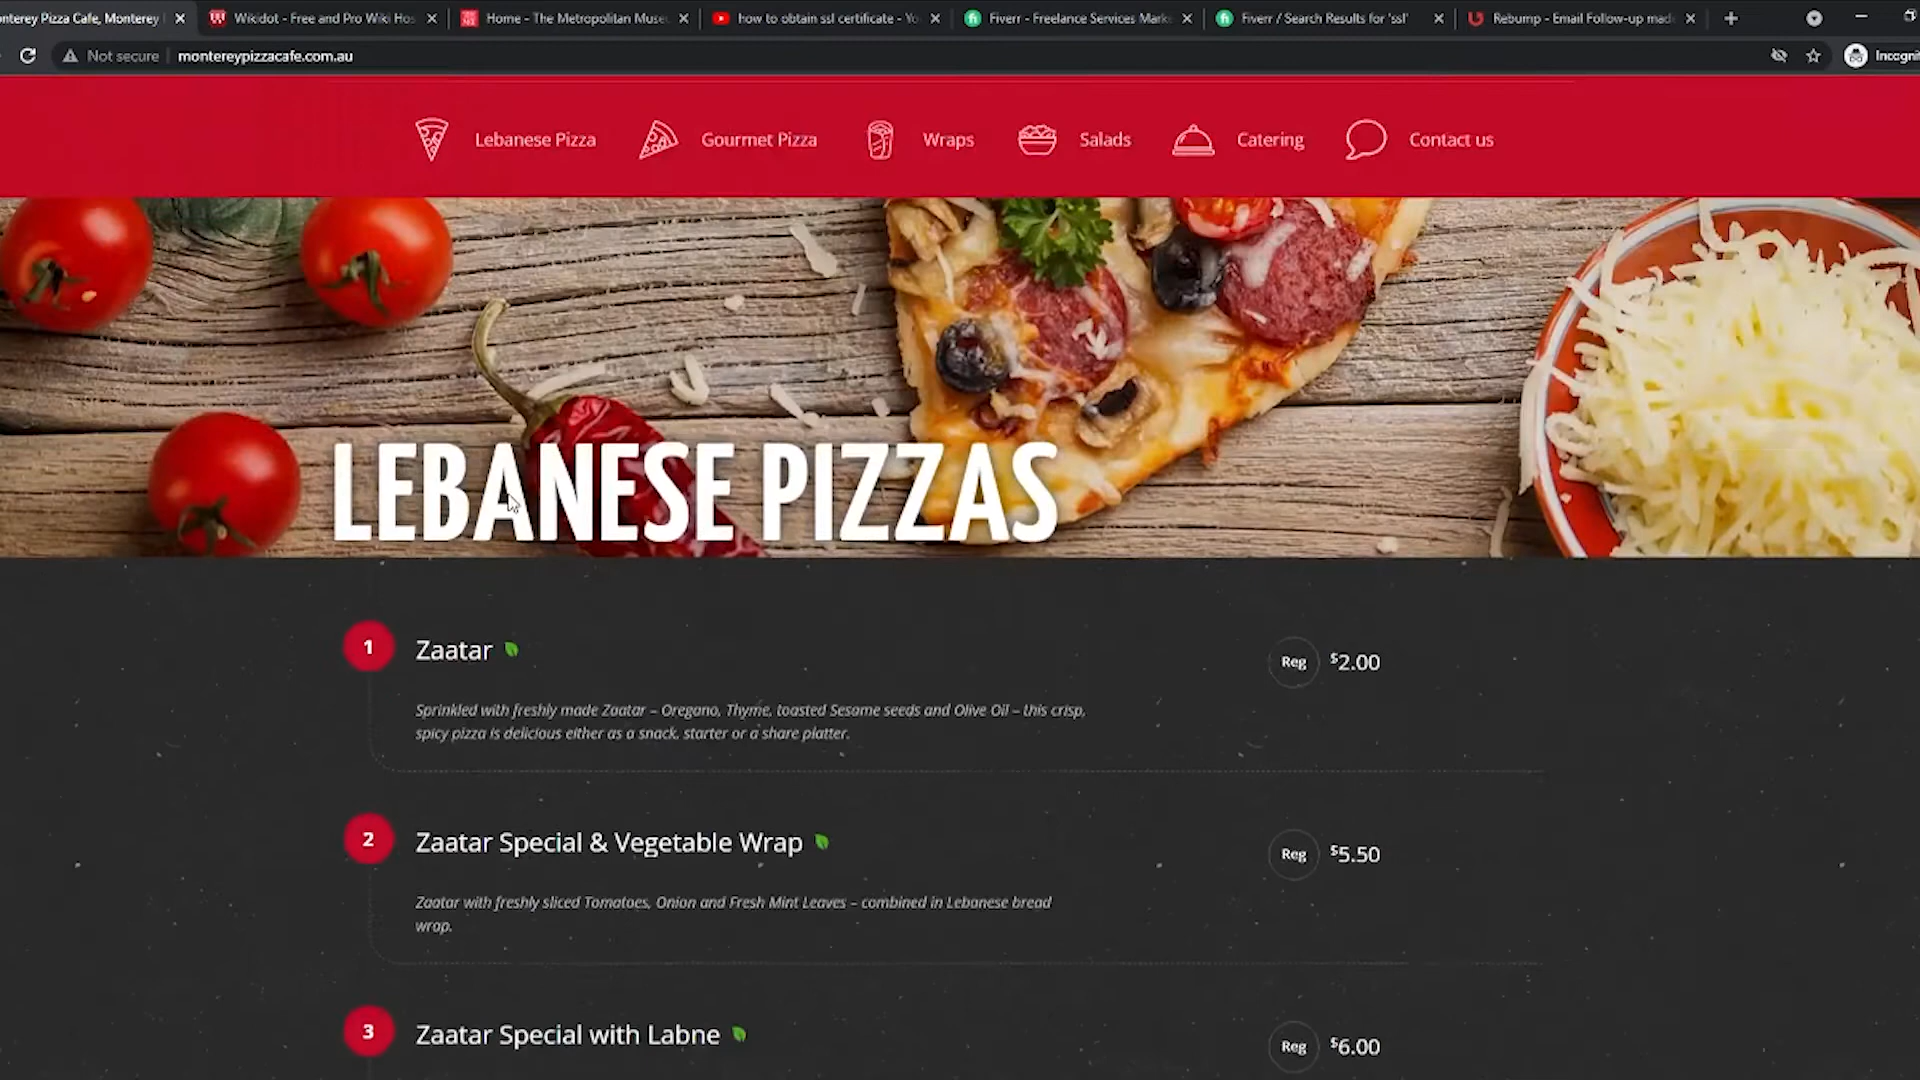 nterey Pizza Cafe, Monterey
Wikidot - Free and Pro Wiki Hos
Home - The Metropolitan Muse
how to obtain ssl certificate - Yo
Fiverr - Freelance Services Mark
Fiverr / Search Results for 'ssl'
Rebump - Email Follow-up mad
Not secure
montereypizzacafe.com.au
Incogni
Lebanese Pizza
Gourmet Pizza
Wraps
Salads
Catering
Contact us
LEBANESE PIZZAS
1 Zaatar
Reg $2.00
Sprinkled with freshly made Zaatar – Oregano, Thyme, toasted Sesame seeds and Olive Oil – this crisp,
spicy pizza is delicious either as a snack, starter or a share platter.
2 Zaatar Special & Vegetable Wrap
Reg $5.50
Zaatar with freshly sliced Tomatoes, Onion and Fresh Mint Leaves – combined in Lebanese bread
wrap.
3 Zaatar Special with Labne
Reg $6.00